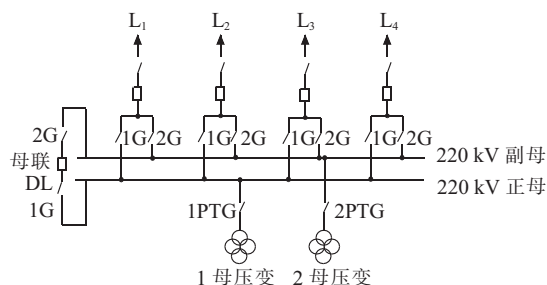 L₁ L₂ L₃ L₄
1G 2G 1G 2G 1G 2G 1G 2G
2G
母联
DL
1G
220 kV 副母
220 kV 正母
1PTG 2PTG
1 母压变 2 母压变